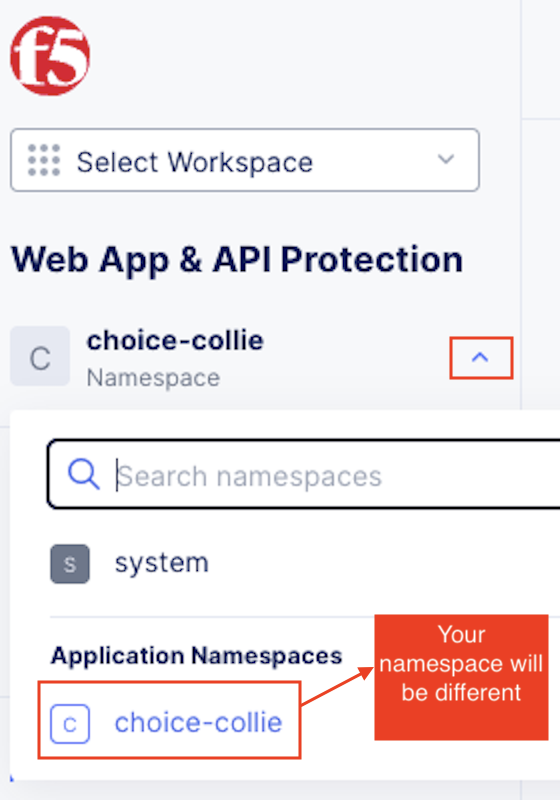 f5
Select Workspace
Web App & API Protection
C
choice-collie
Namespace
Search namespaces
S
system
Application Namespaces
C
choice-collie
Your
namespace will
be different